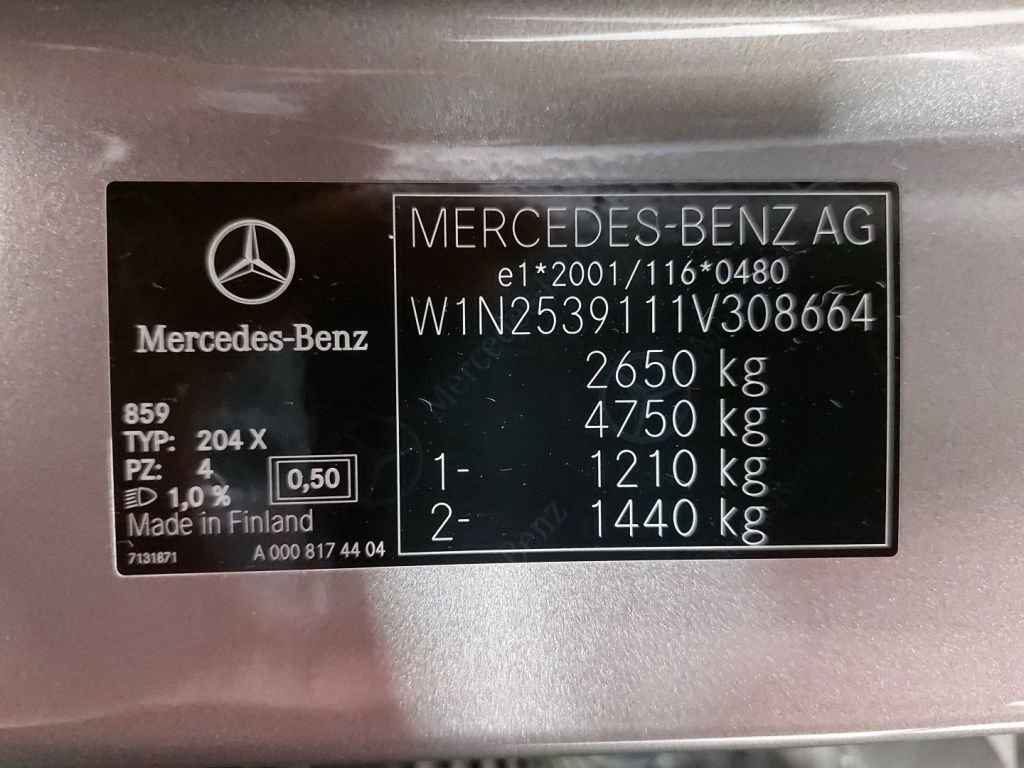 Mercedes-Benz
859
TYP: 204 X
PZ: 4
1,0 %
0,50
Made in Finland
7131871
A 000 817 44 04
MERCEDES-BENZ AG
e1*2001/116*0480
W1N2539111V308664
2650 kg
4750 kg
1- 1210 kg
2- 1440 kg